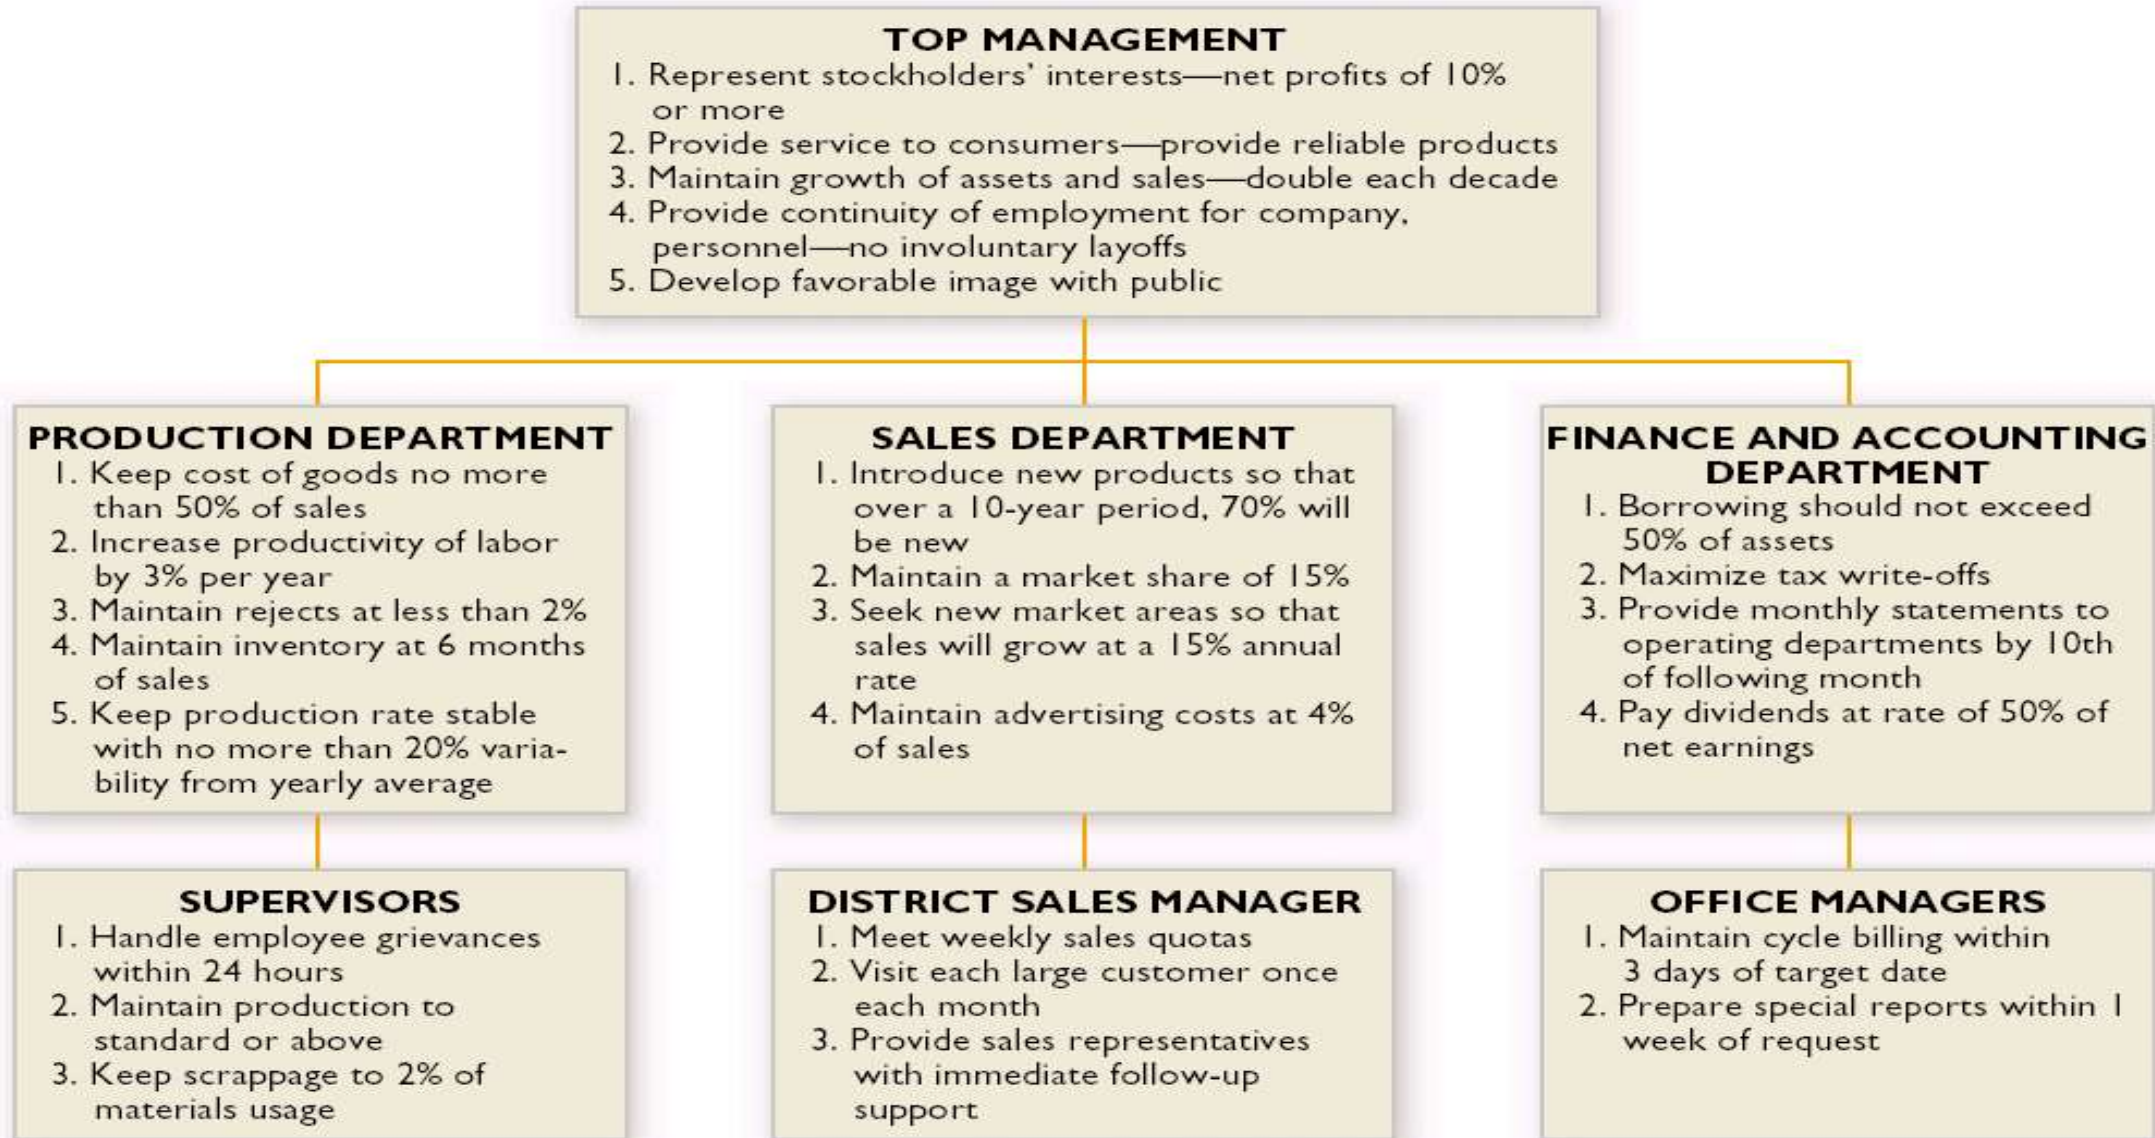 TOP MANAGEMENT
1. Represent stockholders' interests—net profits of 10%
or more
2. Provide service to consumers—provide reliable products
3. Maintain growth of assets and sales—double each decade
4. Provide continuity of employment for company,
personnel—no involuntary layoffs
5. Develop favorable image with public
PRODUCTION DEPARTMENT
1. Keep cost of goods no more
than 50% of sales
2. Increase productivity of labor
by 3% per year
3. Maintain rejects at less than 2%
4. Maintain inventory at 6 months
of sales
5. Keep production rate stable
with no more than 20% varia-
bility from yearly average
SALES DEPARTMENT
1. Introduce new products so that
over a 10-year period, 70% will
be new
2. Maintain a market share of 15%
3. Seek new market areas so that
sales will grow at a 15% annual
rate
4. Maintain advertising costs at 4%
of sales
FINANCE AND ACCOUNTING
DEPARTMENT
1. Borrowing should not exceed
50% of assets
2. Maximize tax write-offs
3. Provide monthly statements to
operating departments by 10th
of following month
4. Pay dividends at rate of 50% of
net earnings
SUPERVISORS
1. Handle employee grievances
within 24 hours
2. Maintain production to
standard or above
3. Keep scrappage to 2% of
materials usage
DISTRICT SALES MANAGER
1. Meet weekly sales quotas
2. Visit each large customer once
each month
3. Provide sales representatives
with immediate follow-up
support
OFFICE MANAGERS
1. Maintain cycle billing within
3 days of target date
2. Prepare special reports within 1
week of request